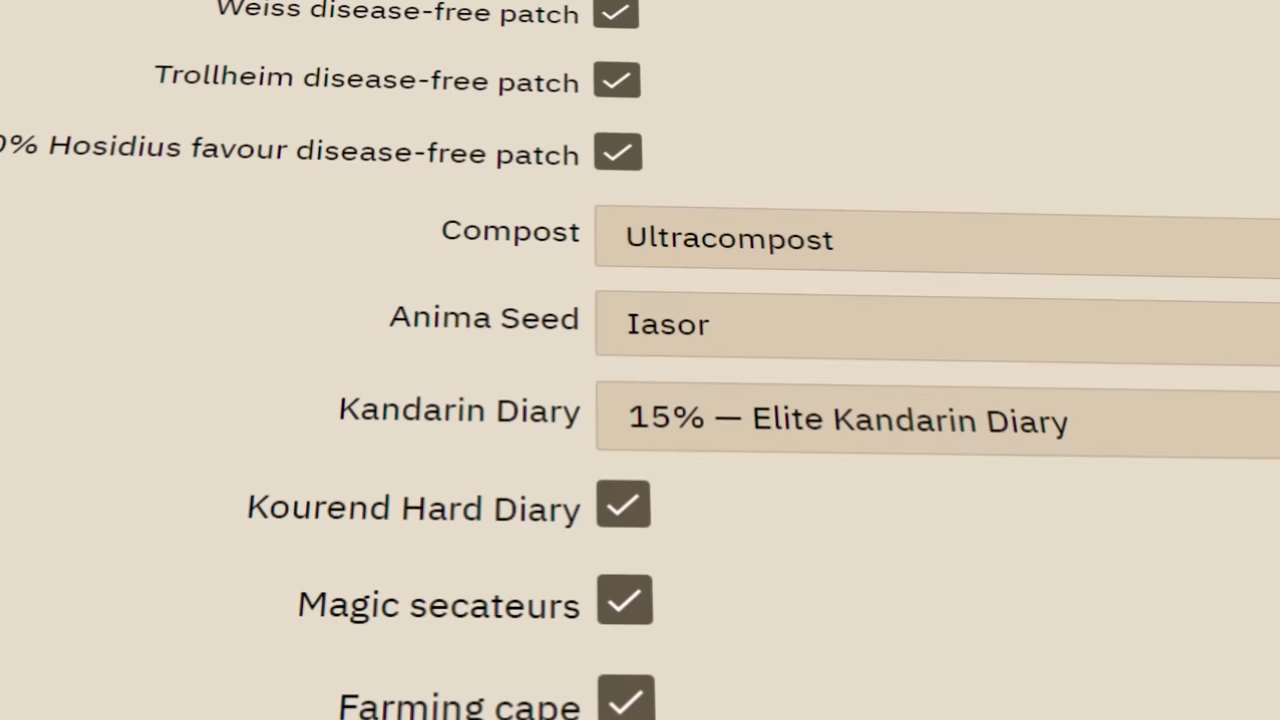 Weiss disease-free patch
Trollheim disease-free patch
0% Hosidius favour disease-free patch
Compost Ultracompost
Anima Seed Iasor
Kandarin Diary 15% — Elite Kandarin Diary
Kourend Hard Diary
Magic secateurs
Farming cape